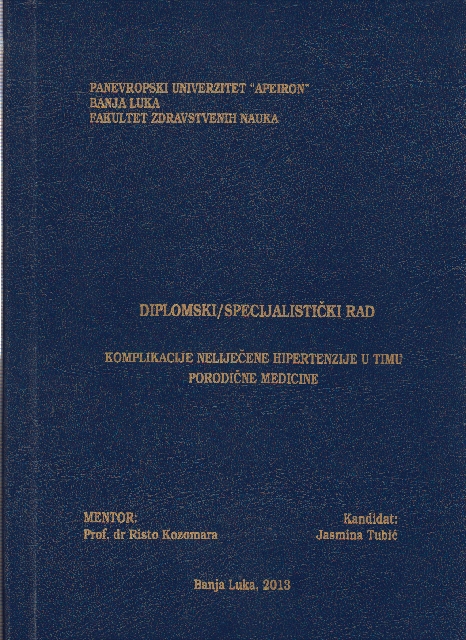 PANEVROPSKI UNIVERZITET "APEIRON"
BANJA LUKA
FAKULTET ZDRAVSTVENIH NAUKA
DIPLOMSKI/SPECIJALISTIČKI RAD
KOMPLIKACIJE NELIJEČENE HIPERTENZIJE U TIMU
PORODIČNE MEDICINE
MENTOR: Kandidat:
Prof. dr Risto Kozomara Jasmina Tubić
Banja Luka, 2013